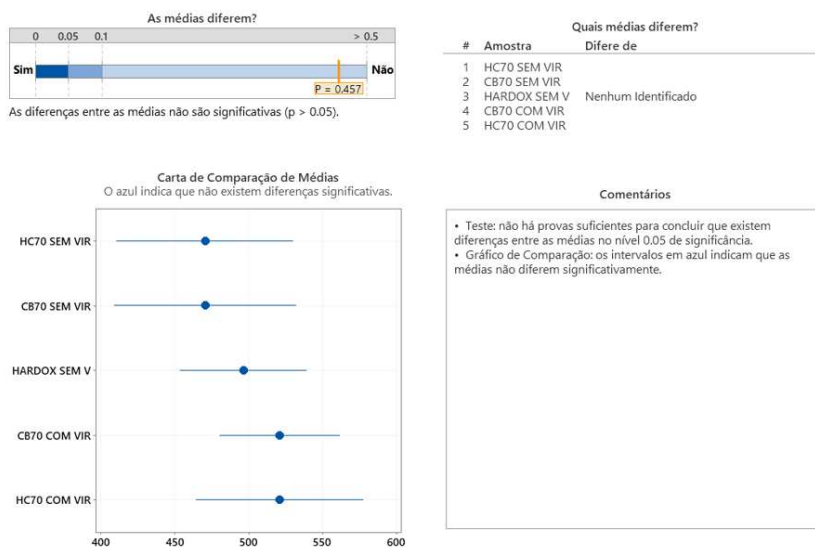 As médias diferem?
0 0.05 0.1 > 0.5
Sim Não
P = 0.457
As diferenças entre as médias não são significativas (p > 0.05).
Quais médias diferem?
# Amostra Difere de
1 HC70 SEM VIR
2 CB70 SEM VIR
3 HARDOX SEM V Nenhum Identificado
4 CB70 COM VIR
5 HC70 COM VIR
Carta de Comparação de Médias
O azul indica que não existem diferenças significativas.
HC70 SEM VIR
CB70 SEM VIR
HARDOX SEM V
CB70 COM VIR
HC70 COM VIR
400 450 500 550 600
Comentários
• Teste: não há provas suficientes para concluir que existem
diferenças entre as médias no nível 0.05 de significância.
• Gráfico de Comparação: os intervalos em azul indicam que as
médias não diferem significativamente.